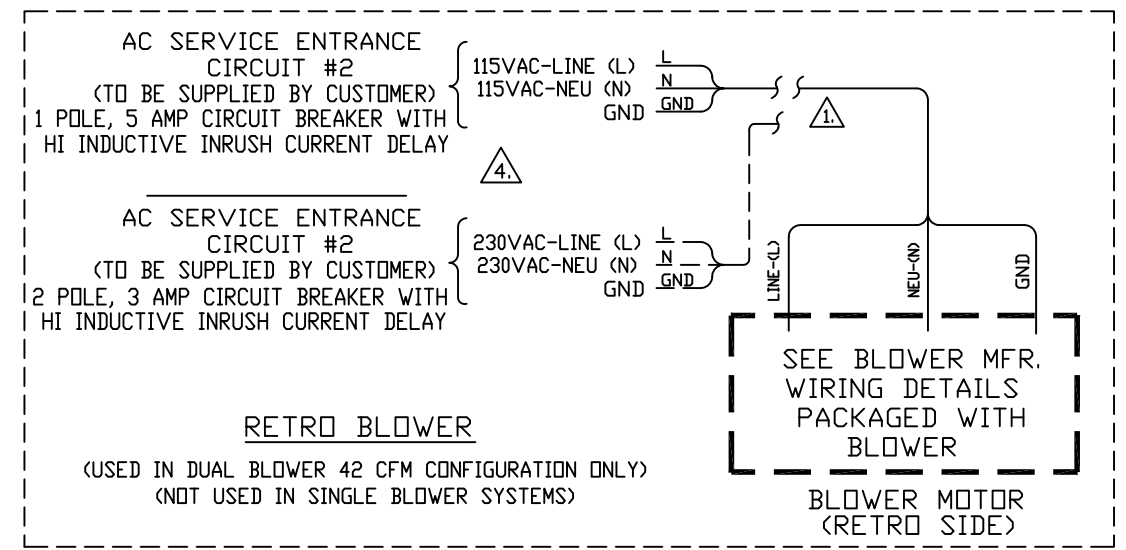 AC SERVICE ENTRANCE
CIRCUIT #2
(TO BE SUPPLIED BY CUSTOMER)
1 POLE, 5 AMP CIRCUIT BREAKER WITH
HI INDUCTIVE INRUSH CURRENT DELAY
115VAC-LINE (L)
115VAC-NEU (N)
GND
L
N
GND
1.
4.
AC SERVICE ENTRANCE
CIRCUIT #2
(TO BE SUPPLIED BY CUSTOMER)
2 POLE, 3 AMP CIRCUIT BREAKER WITH
HI INDUCTIVE INRUSH CURRENT DELAY
230VAC-LINE (L)
230VAC-NEU (N)
GND
L
N
GND
LINE-(L)
NEU-(N)
GND
SEE BLOWER MFR.
WIRING DETAILS
PACKAGED WITH
BLOWER
BLOWER MOTOR
(RETRO SIDE)
RETRO BLOWER
(USED IN DUAL BLOWER 42 CFM CONFIGURATION ONLY)
(NOT USED IN SINGLE BLOWER SYSTEMS)